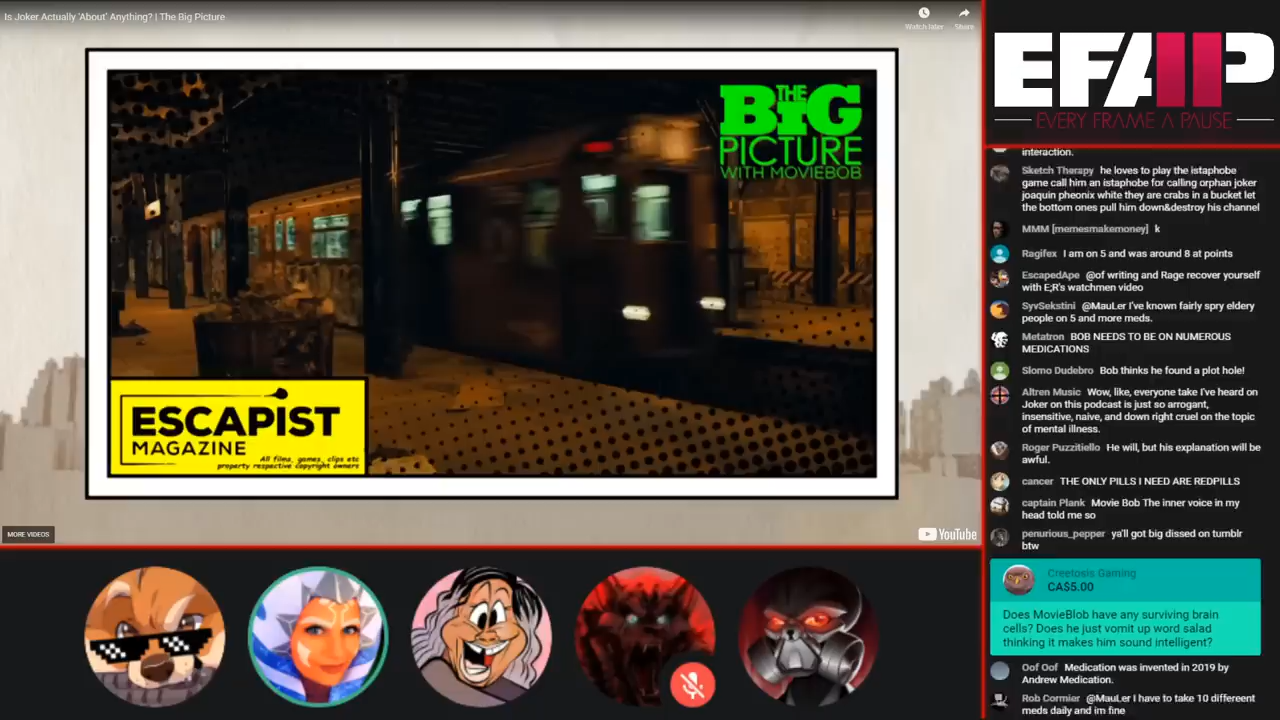 Is Joker Actually 'About' Anything? | The Big Picture
Watch later
Share
THE
BIG
PICTURE
WITH MOVIEBOB
ESCAPIST
MAGAZINE
All films, games, clips etc
property respective copyright owners
MORE VIDEOS
YouTube
EFAP
EVERY FRAME A PAUSE
interaction.
Sketch Therapy he loves to play the istaphobe
game call him an istaphobe for calling orphan joker
joaquin pheonix white they are crabs in a bucket let
the bottom ones pull him down&destroy his channel
MMM [memesmakemoney] k
Ragifex I am on 5 and was around 8 at points
EscapedApe @of writing and Rage recover yourself
with E;R's watchmen video
SyvSekstini @MauLer I've known fairly spry eldery
people on 5 and more meds.
Metatron BOB NEEDS TO BE ON NUMEROUS
MEDICATIONS
Slomo Dudebro Bob thinks he found a plot hole!
Altren Music Wow, like, everyone take I've heard on
Joker on this podcast is just so arrogant,
insensitive, naive, and down right cruel on the topic
of mental illness.
Roger Puzzitiello He will, but his explanation will be
awful.
cancer THE ONLY PILLS I NEED ARE REDPILLS
captain Plank Movie Bob The inner voice in my
head told me so
penurious_pepper ya'll got big dissed on tumblr
btw
Creetosis Gaming
CA$5.00
Does MovieBlob have any surviving brain
cells? Does he just vomit up word salad
thinking it makes him sound intelligent?
Oof Oof Medication was invented in 2019 by
Andrew Medication.
Rob Cormier @MauLer I have to take 10 differeent
meds daily and im fine